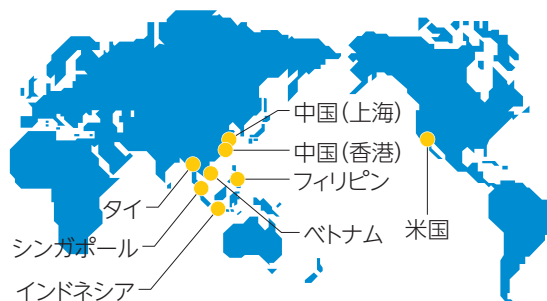 中国(上海)
中国(香港)
フィリピン
タイ
ベトナム
米国
シンガポール
インドネシア